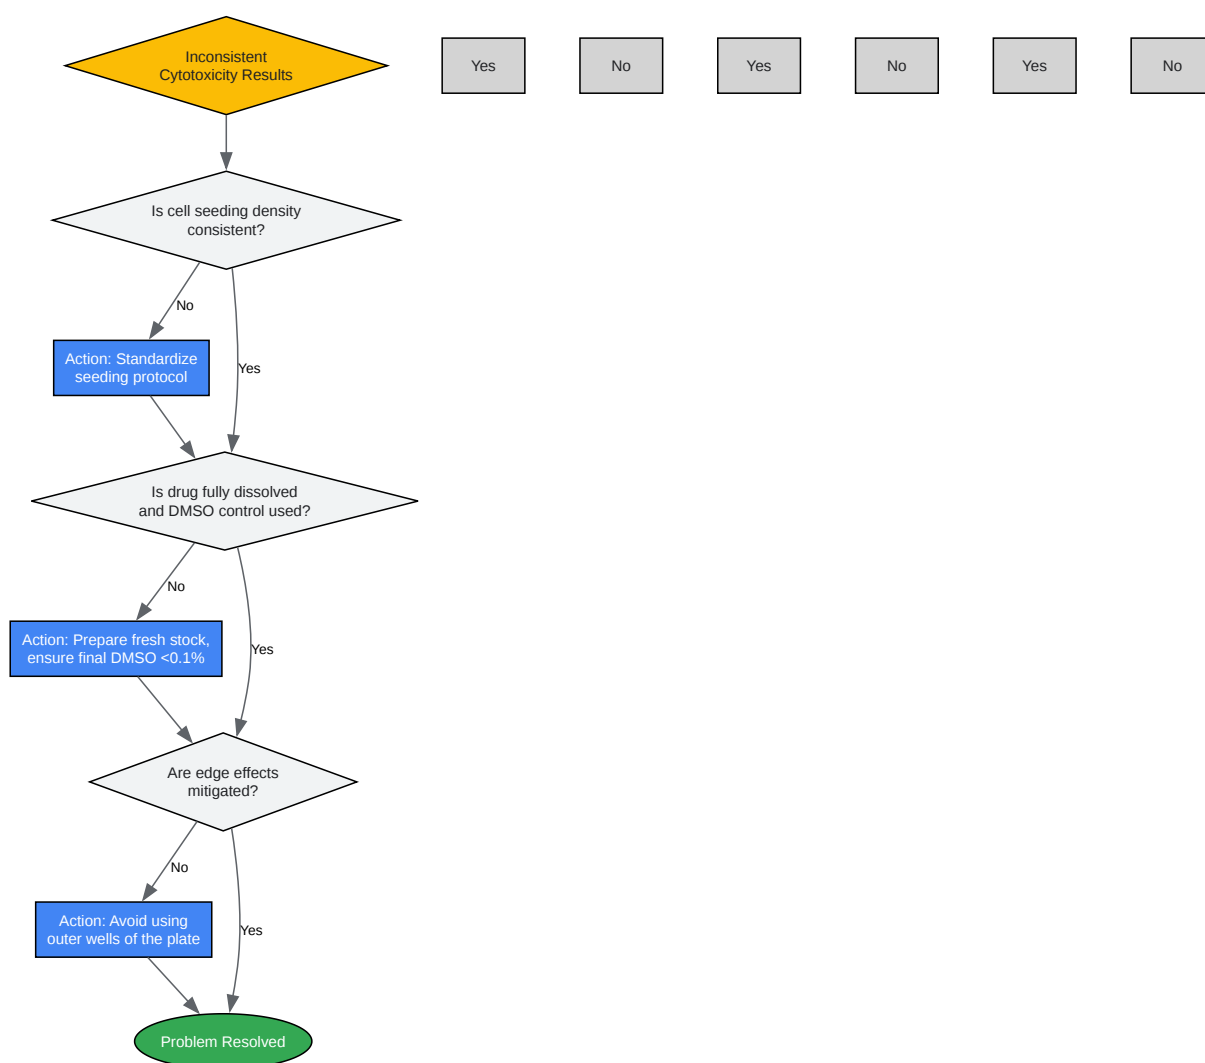 Inconsistent
Cytotoxicity Results
Yes
No
Yes
No
Yes
No
Is cell seeding density
consistent?
No
Action: Standardize
seeding protocol
Yes
Is drug fully dissolved
and DMSO control used?
No
Action: Prepare fresh stock,
ensure final DMSO <0.1%
Yes
Are edge effects
mitigated?
No
Action: Avoid using
outer wells of the plate
Yes
Problem Resolved